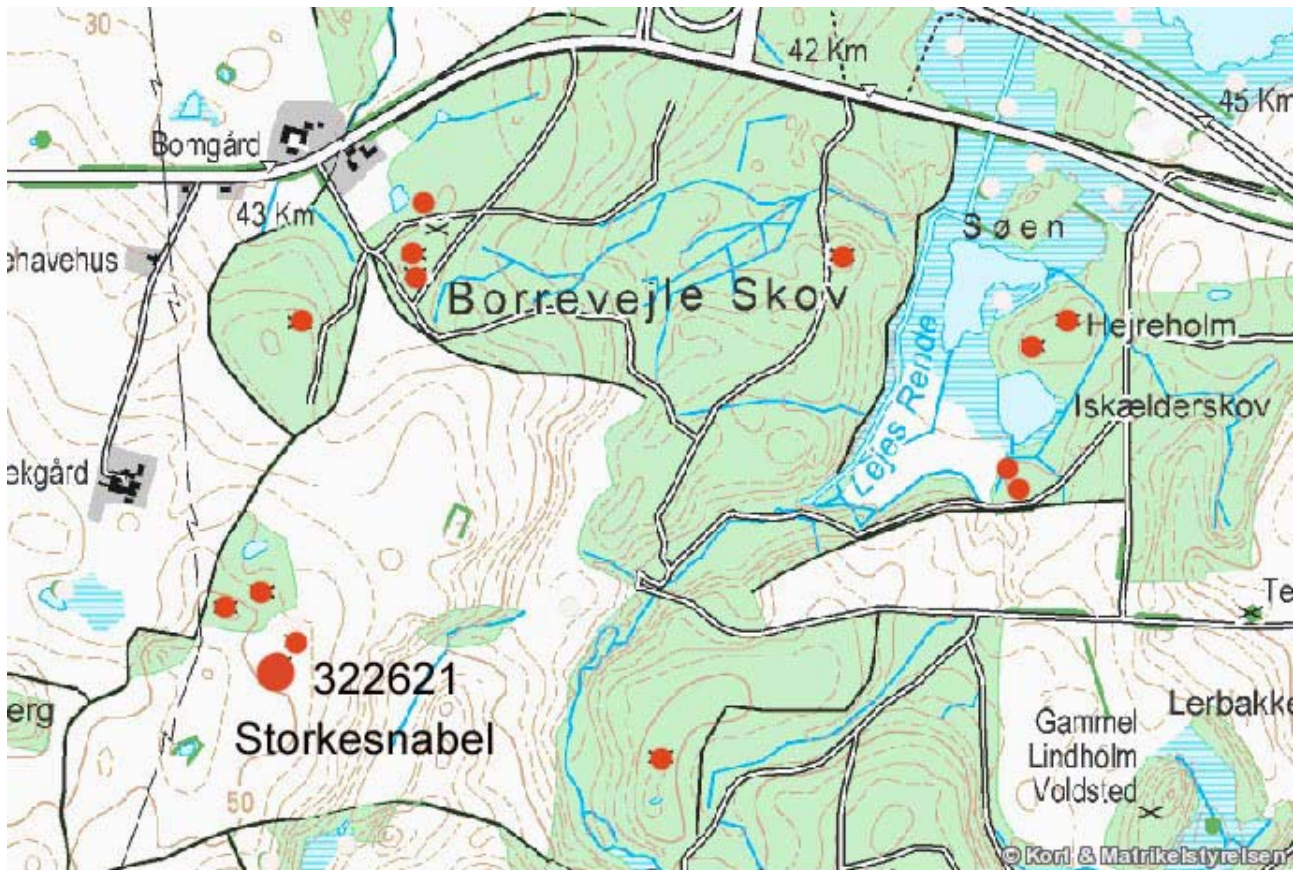 30
42 Km
45 Km
Bomgård
43 Km
Søen
ehavehus
Borrevejle Skov
Hejreholm
Lejes Rende
Iskælderskov
ekgård
Te
322621
erg
Storkesnabel
Lerbakke
Gammel
Lindholm
Voldsted
50
© Kort & Matrikelstyrelsen